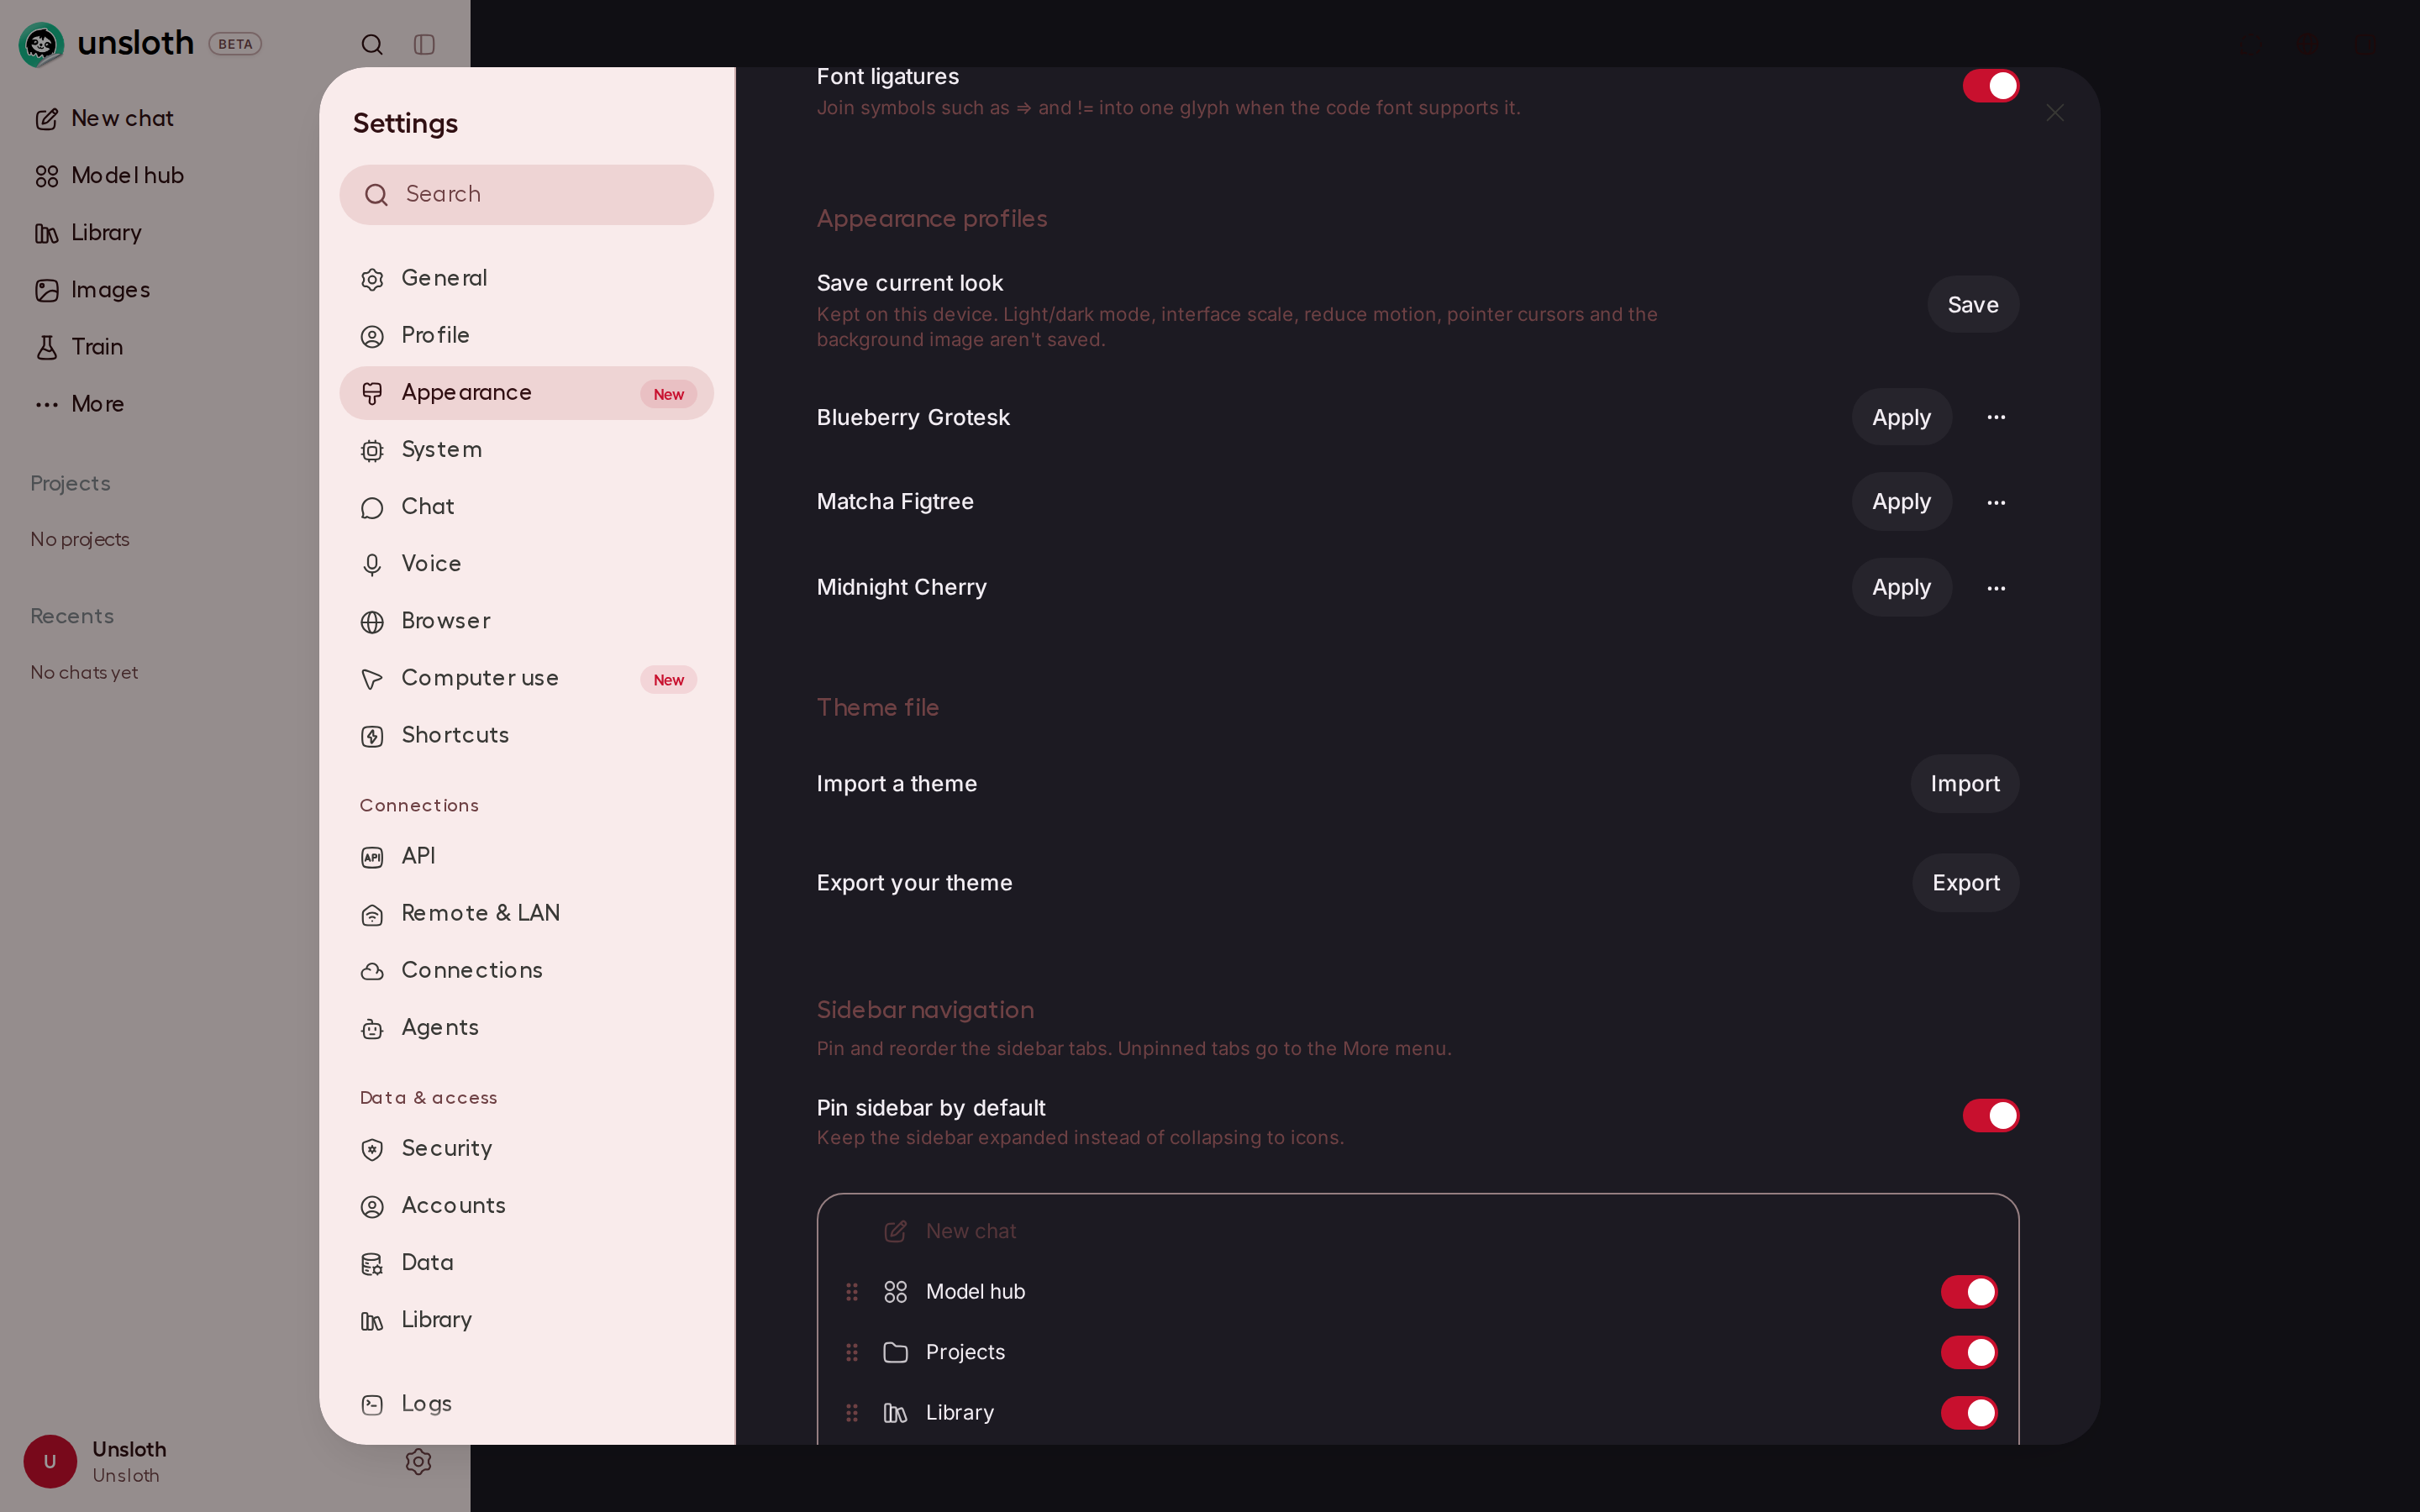 unsloth BETA
New chat
Model hub
Library
Images
Train
More
Projects
No projects
Recents
No chats yet
U
Unsloth
Unsloth
Settings
Search
General
Profile
Appearance New
System
Chat
Voice
Browser
Computer use New
Shortcuts
Connections
API
Remote & LAN
Connections
Agents
Data & access
Security
Accounts
Data
Library
Logs
Font ligatures
Join symbols such as => and != into one glyph when the code font supports it.
Appearance profiles
Save current look
Kept on this device. Light/dark mode, interface scale, reduce motion, pointer cursors and the
background image aren't saved.
Save
Blueberry Grotesk Apply
Matcha Figtree Apply
Midnight Cherry Apply
Theme file
Import a theme Import
Export your theme Export
Sidebar navigation
Pin and reorder the sidebar tabs. Unpinned tabs go to the More menu.
Pin sidebar by default
Keep the sidebar expanded instead of collapsing to icons.
New chat
Model hub
Projects
Library